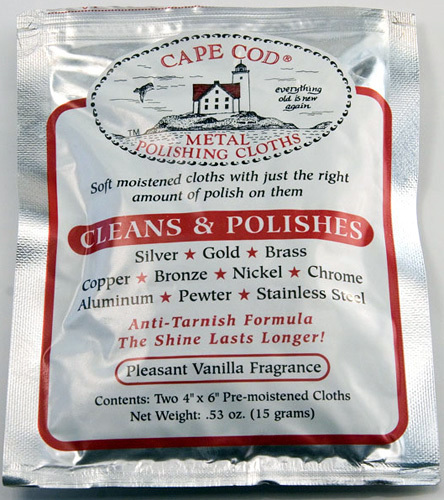 CAPE COD®
everything
old is new
again
TM
METAL
POLISHING CLOTHS
Soft moistened cloths with just the right
amount of polish on them
CLEANS & POLISHES
Silver ★ Gold ★ Brass
Copper ★ Bronze ★ Nickel ★ Chrome
Aluminum ★ Pewter ★ Stainless Steel
Anti-Tarnish Formula
The Shine Lasts Longer!
Pleasant Vanilla Fragrance
Contents: Two 4" x 6" Pre-moistened Cloths
Net Weight: .53 oz. (15 grams)